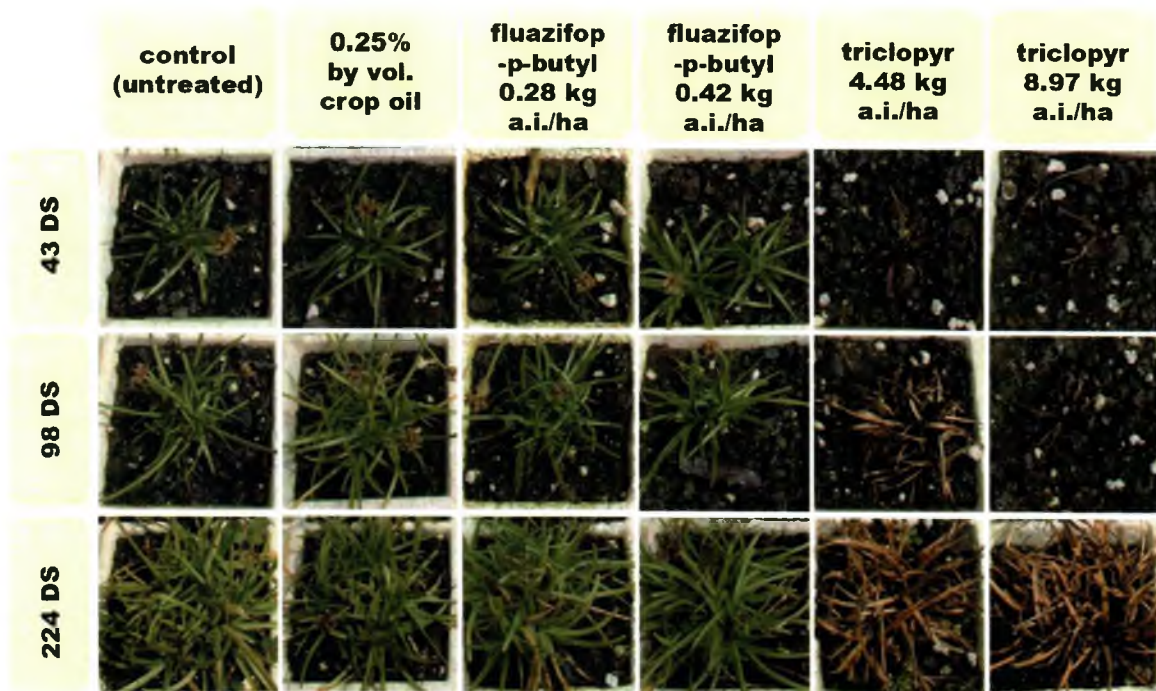 control
(untreated)
0.25%
by vol.
crop oil
fluazifop
-p-butyl
0.28 kg
a.i./ha
fluazifop
-p-butyl
0.42 kg
a.i./ha
triclopyr
4.48 kg
a.i./ha
triclopyr
8.97 kg
a.i./ha
43 DS
98 DS
224 DS